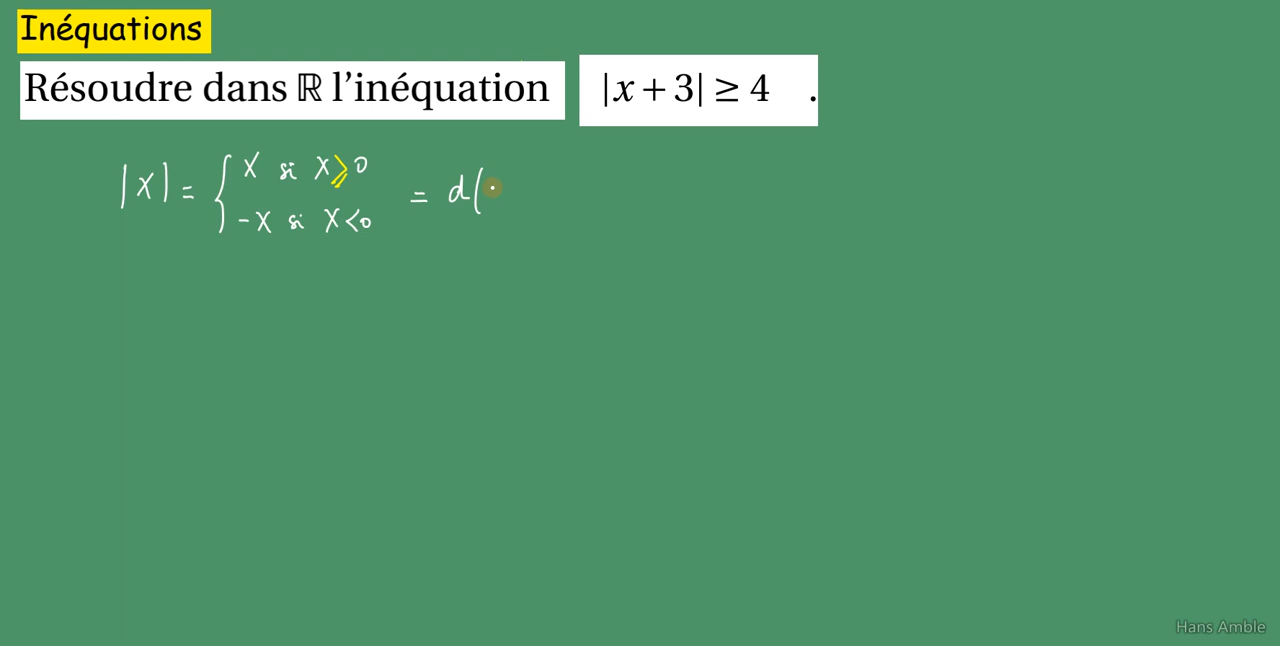 Inéquations
Résoudre dans ℝ l'inéquation |x + 3| ≥ 4 .
|X| = { X si X ⩾ 0
-X si X < 0 = d(
Hans Amble